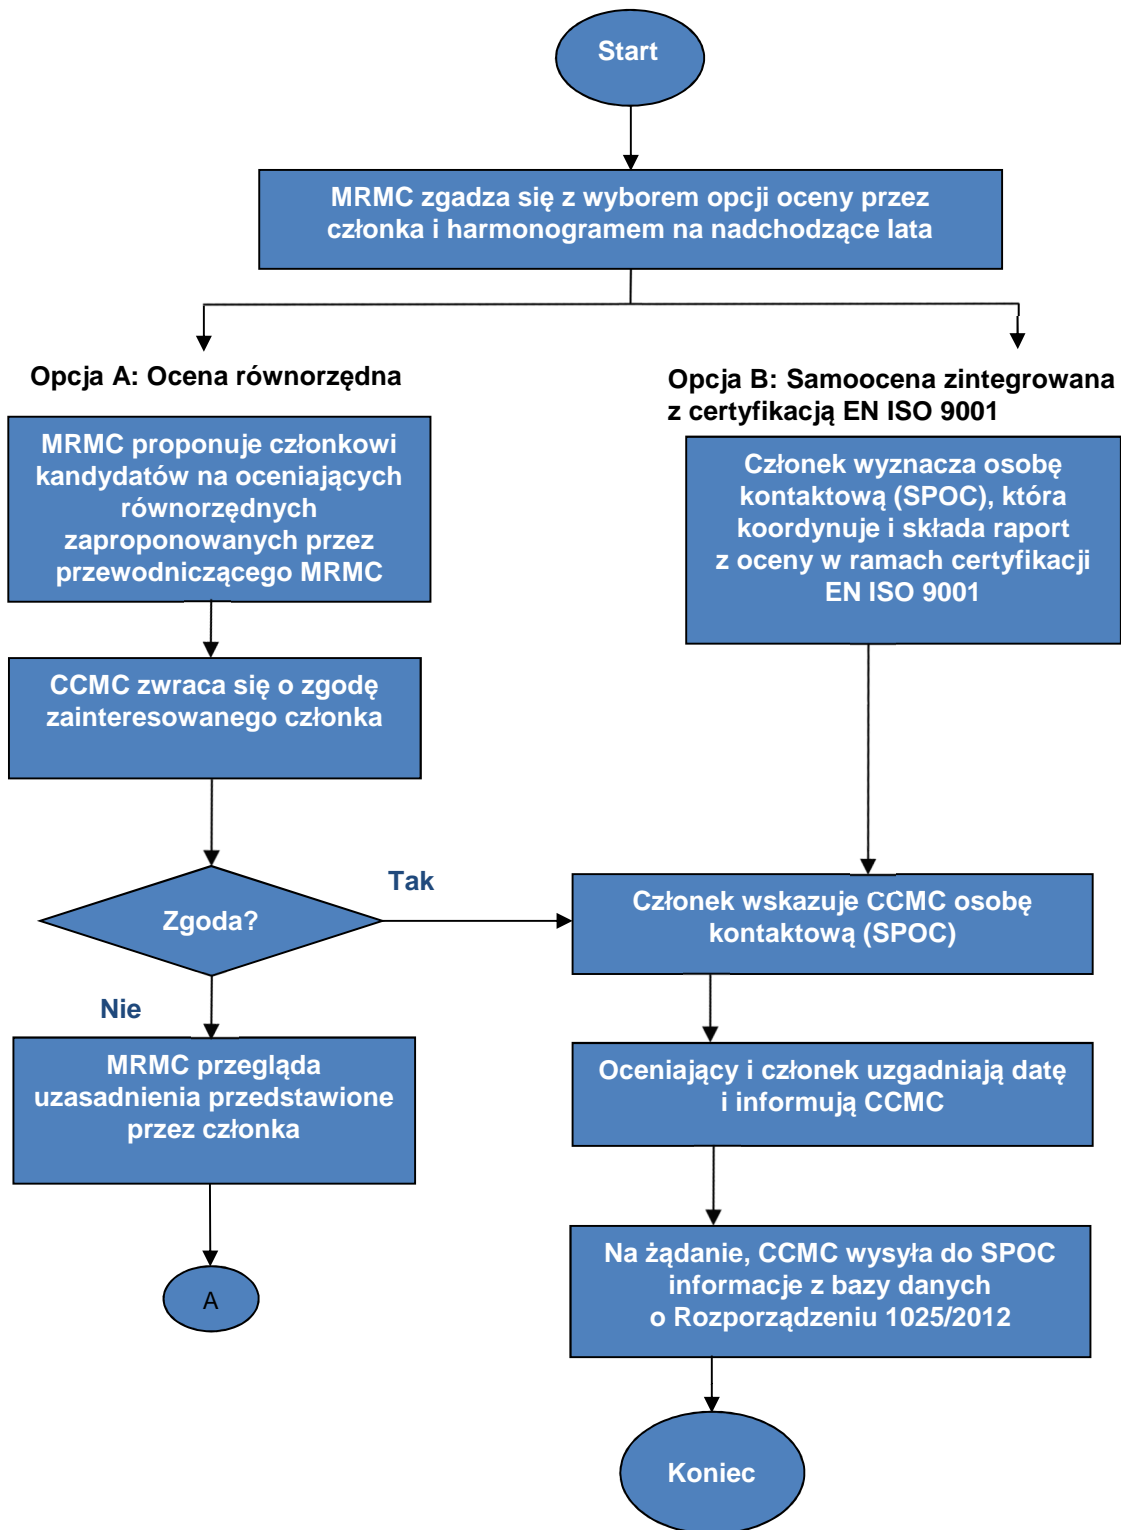 Start
MRMC zgadza się z wyborem opcji oceny przez
członka i harmonogramem na nadchodzące lata
Opcja A: Ocena równorzędna
MRMC proponuje członkowi
kandydatów na oceniających
równorzędnych
zaproponowanych przez
przewodniczącego MRMC
CCMC zwraca się o zgodę
zainteresowanego członka
Zgoda?
Tak
Nie
MRMC przegląda
uzasadnienia przedstawione
przez członka
A
Opcja B: Samoocena zintegrowana
z certyfikacją EN ISO 9001
Członek wyznacza osobę
kontaktową (SPOC), która
koordynuje i składa raport
z oceny w ramach certyfikacji
EN ISO 9001
Członek wskazuje CCMC osobę
kontaktową (SPOC)
Oceniający i członek uzgadniają datę
i informują CCMC
Na żądanie, CCMC wysyła do SPOC
informacje z bazy danych
o Rozporządzeniu 1025/2012
Koniec